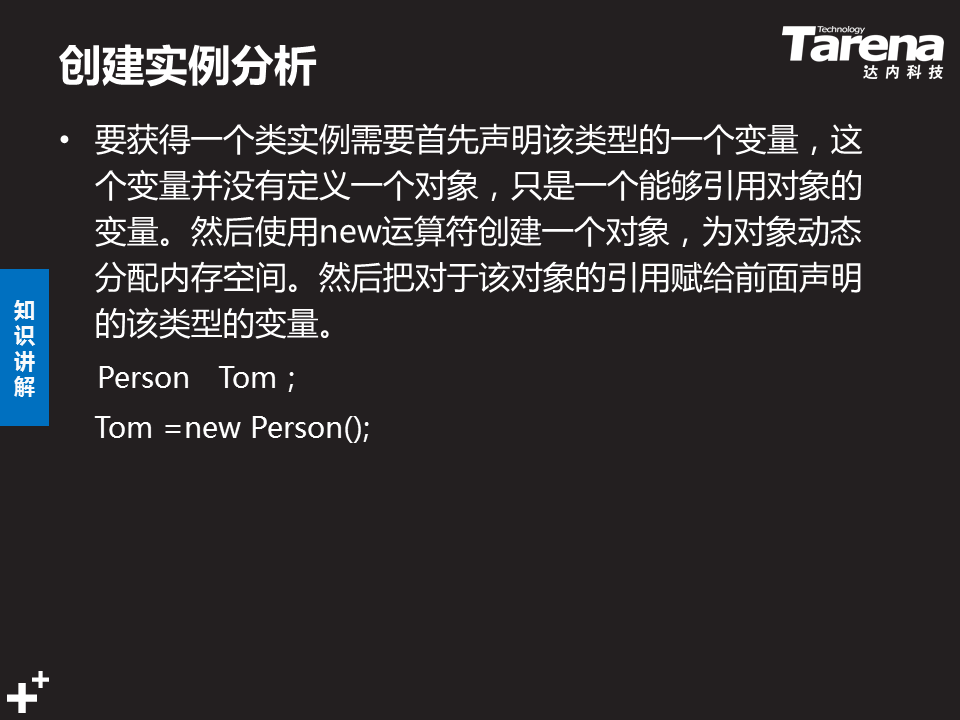 创建实例分析
Technology
Tarena
达内科技
• 要获得一个类实例需要首先声明该类型的一个变量，这
个变量并没有定义一个对象，只是一个能够引用对象的
变量。然后使用new运算符创建一个对象，为对象动态
分配内存空间。然后把对于该对象的引用赋给前面声明
的该类型的变量。
Person Tom；
Tom =new Person();
知
识
讲
解